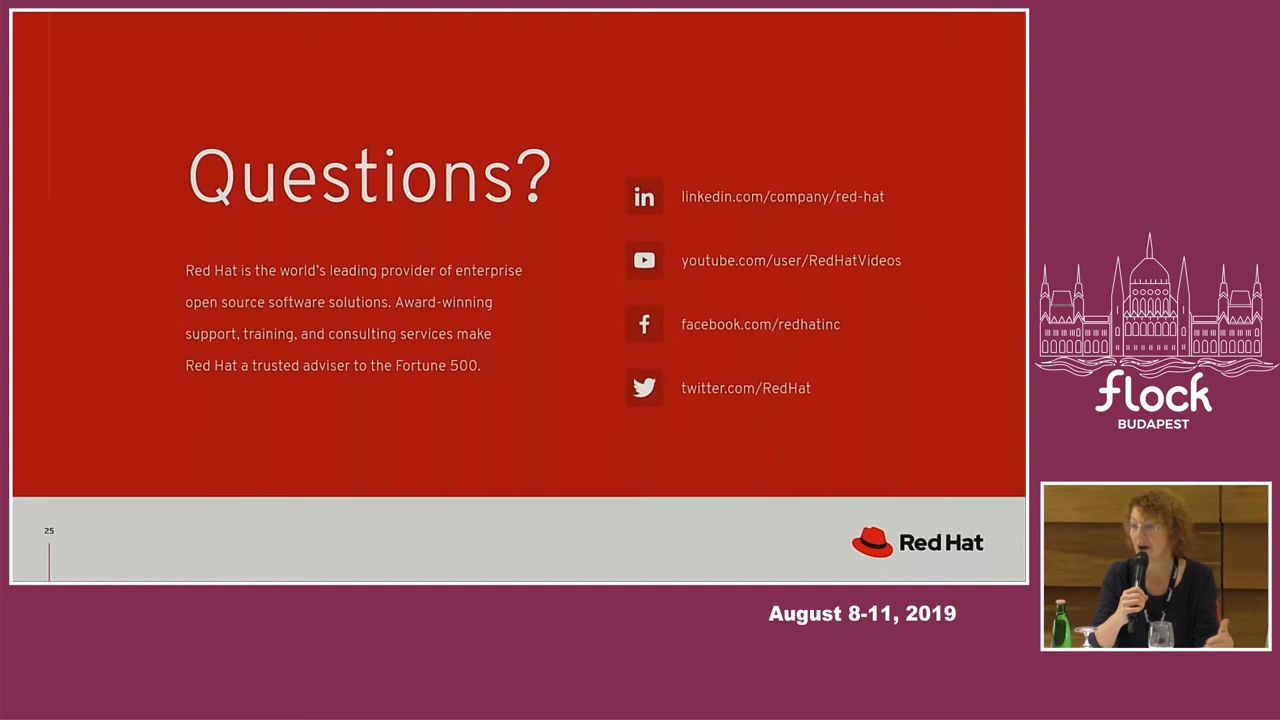 Questions?
Red Hat is the world's leading provider of enterprise
open source software solutions. Award-winning
support, training, and consulting services make
Red Hat a trusted adviser to the Fortune 500.
in
linkedin.com/company/red-hat
youtube.com/user/RedHatVideos
f
facebook.com/redhatinc
twitter.com/RedHat
25
Red Hat
flock
BUDAPEST
August 8-11, 2019